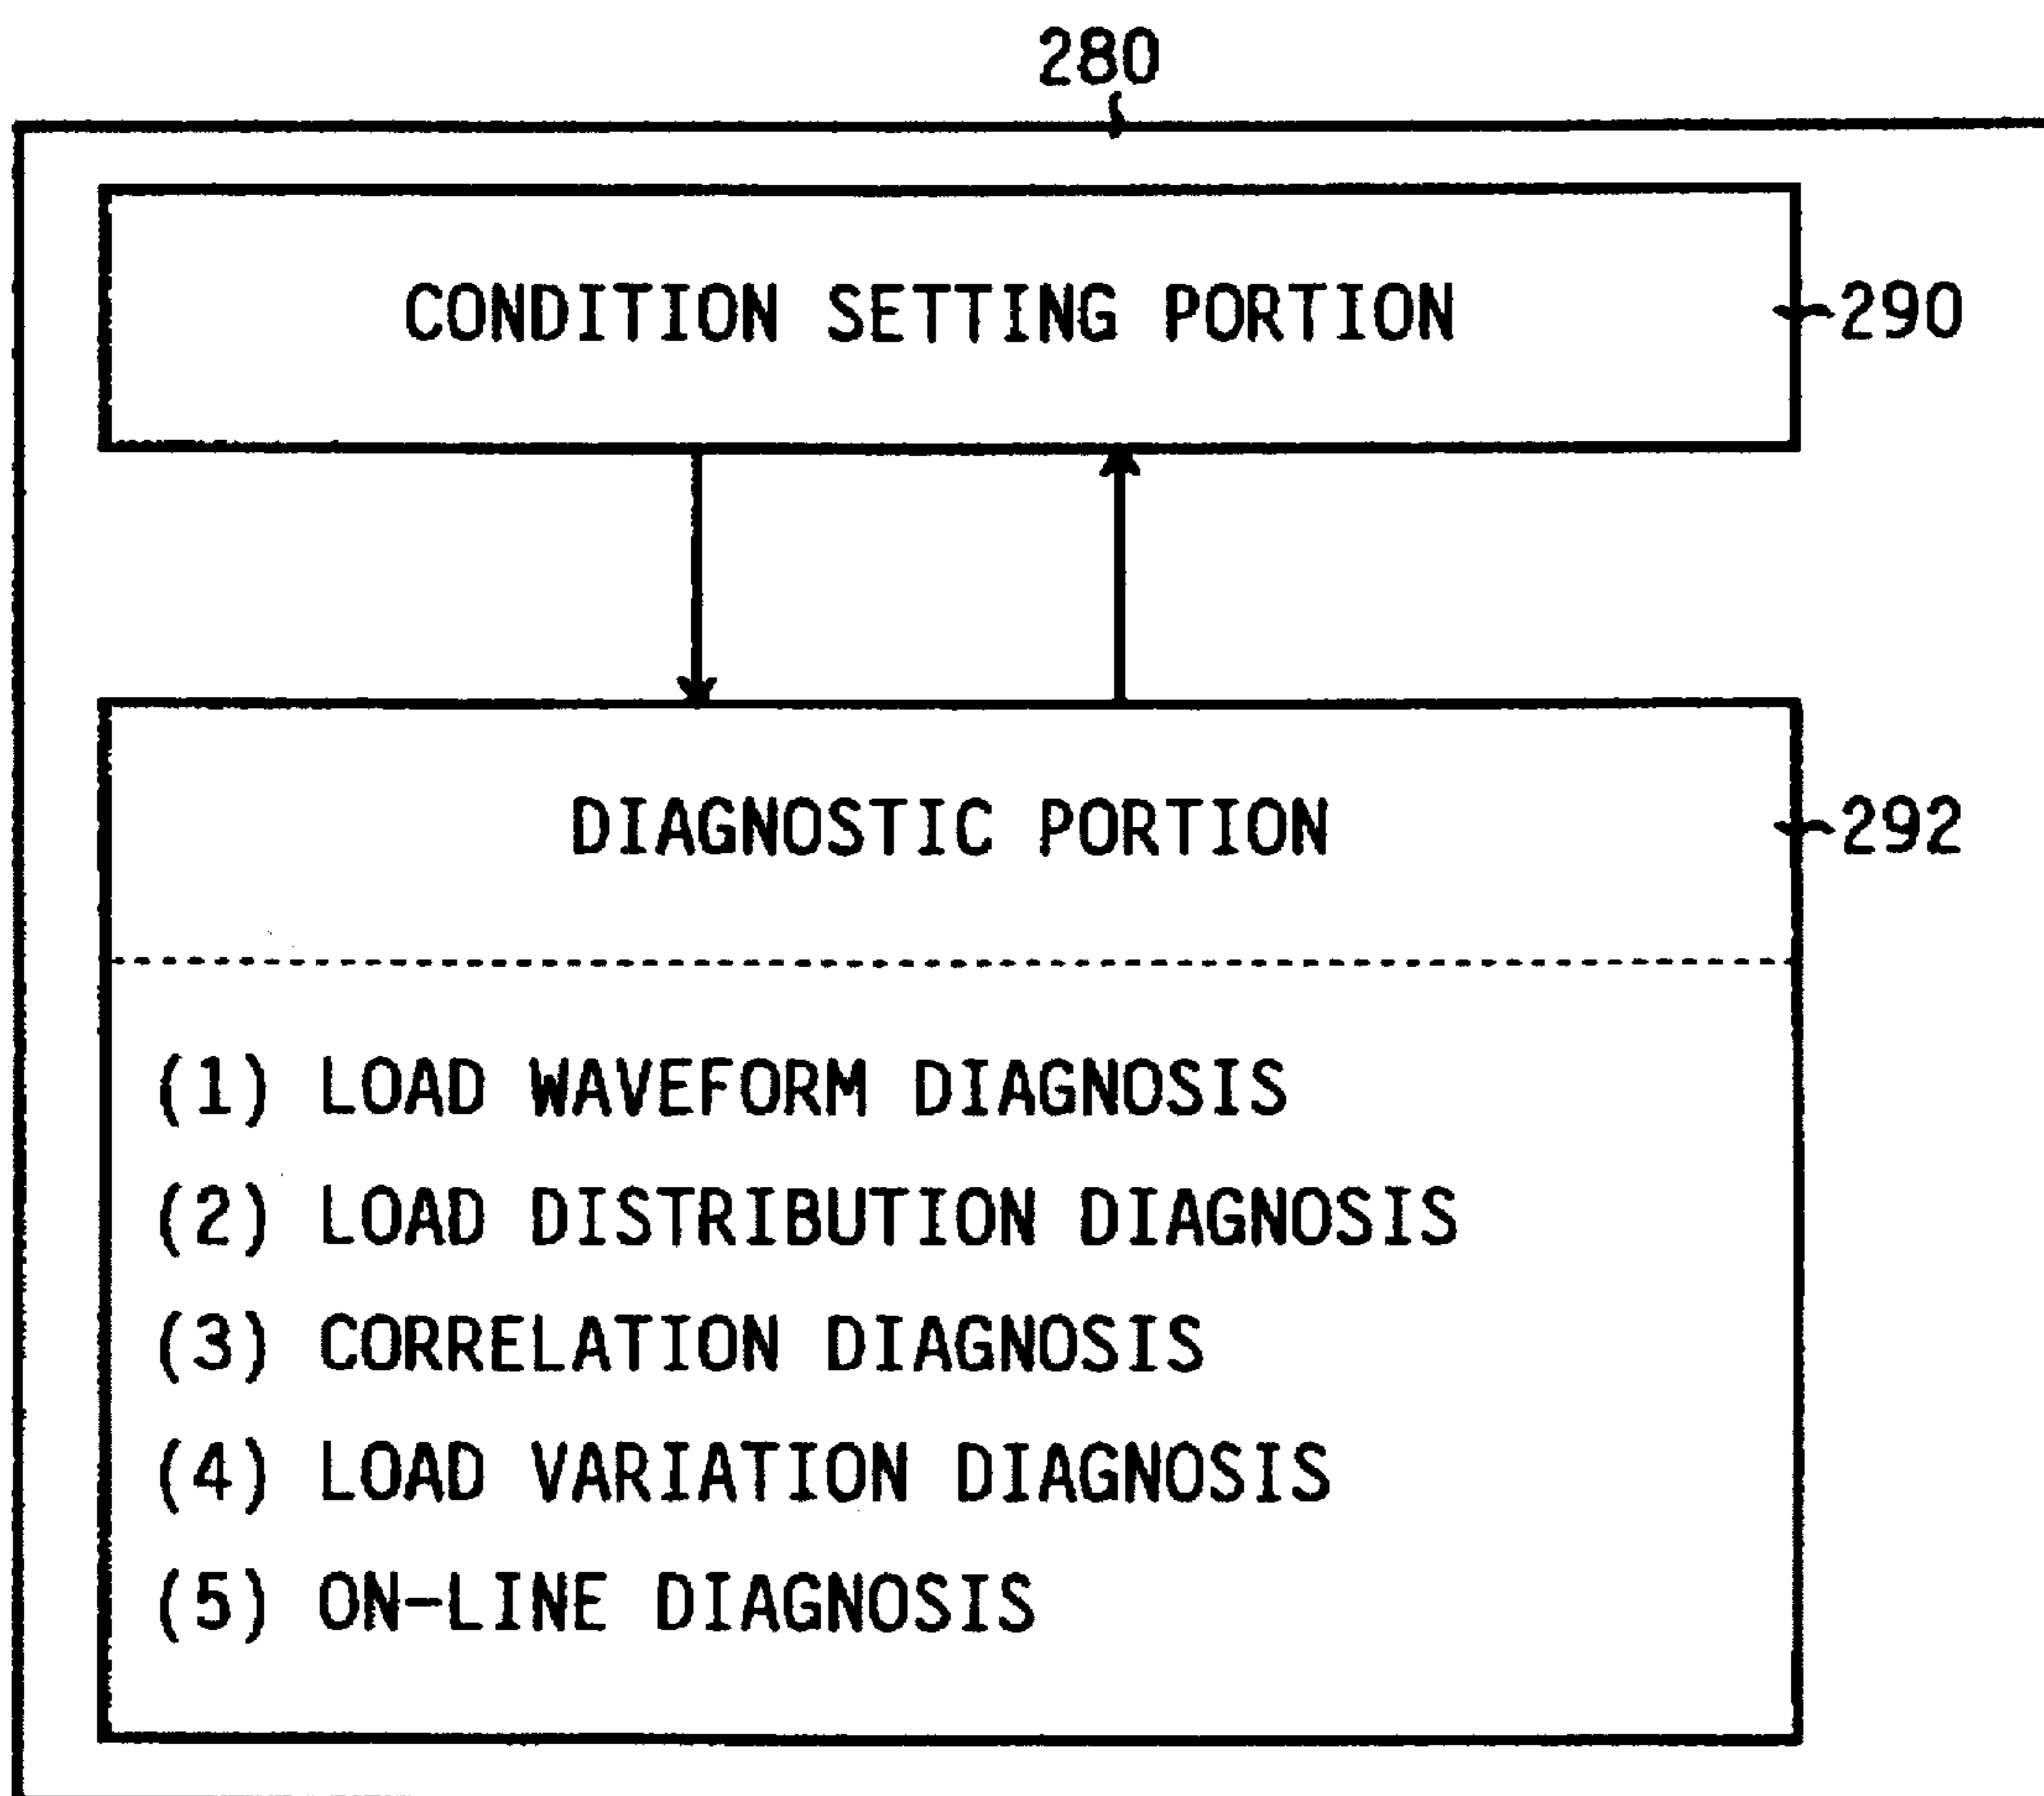 280
CONDITION SETTING PORTION
290
DIAGNOSTIC PORTION
292
(1) LOAD WAVEFORM DIAGNOSIS
(2) LOAD DISTRIBUTION DIAGNOSIS
(3) CORRELATION DIAGNOSIS
(4) LOAD VARIATION DIAGNOSIS
(5) ON-LINE DIAGNOSIS